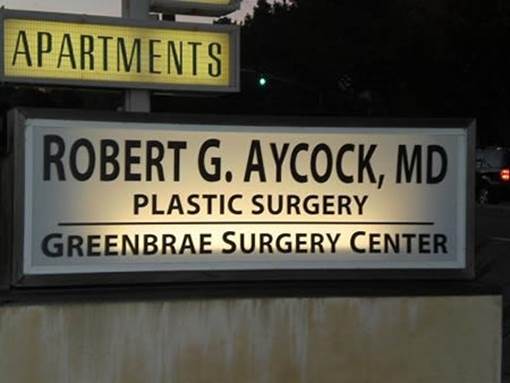 APARTMENTS
ROBERT G. AYCOCK, MD
PLASTIC SURGERY
GREENBRAE SURGERY CENTER